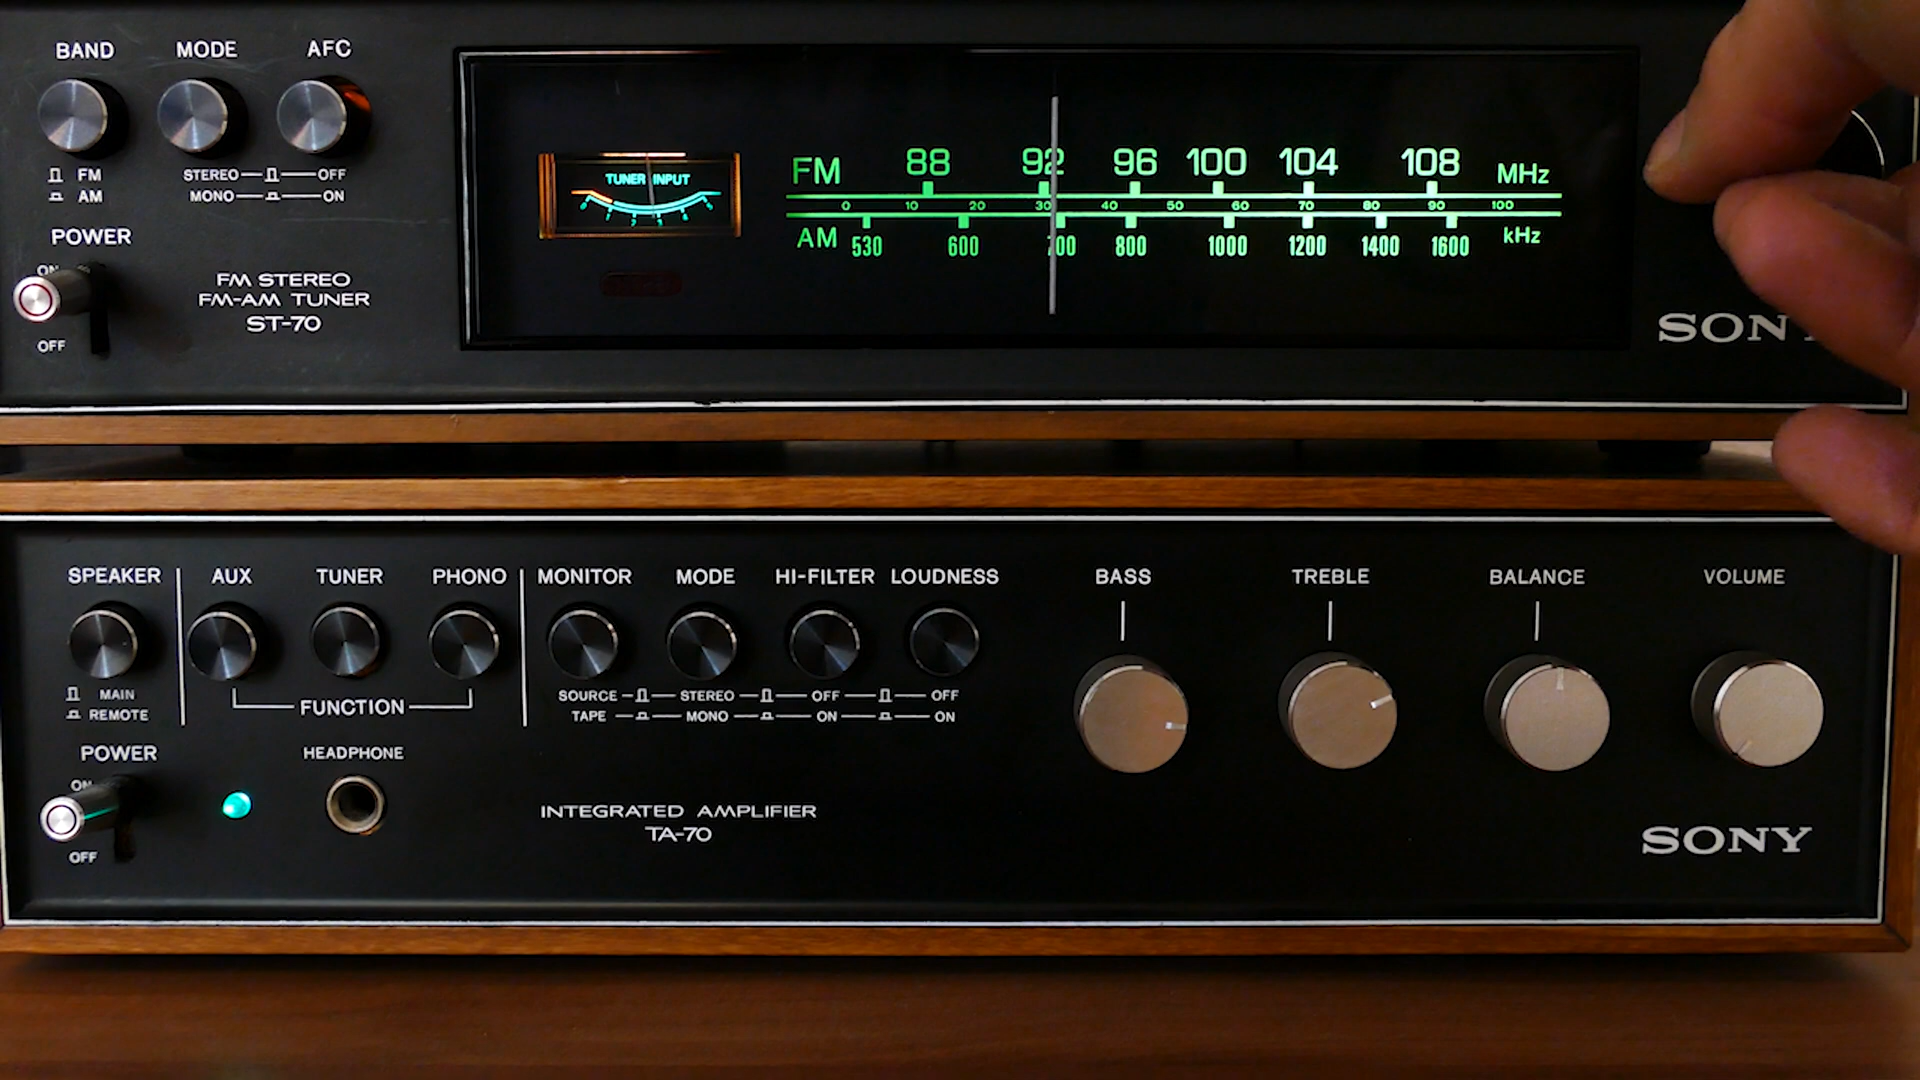 BAND MODE AFC
FM STEREO OFF
AM MONO ON
POWER
ON
OFF
FM STEREO
FM-AM TUNER
ST-70
TUNER INPUT
FM 88 92 96 100 104 108 MHz
0 10 20 30 40 50 60 70 80 90 100
AM 530 600 700 800 1000 1200 1400 1600 kHz
SONY
SPEAKER AUX TUNER PHONO MONITOR MODE HI-FILTER LOUDNESS BASS TREBLE BALANCE VOLUME
MAIN SOURCE STEREO OFF OFF
REMOTE FUNCTION TAPE MONO ON ON
POWER HEADPHONE
ON
OFF
INTEGRATED AMPLIFIER
TA-70
SONY